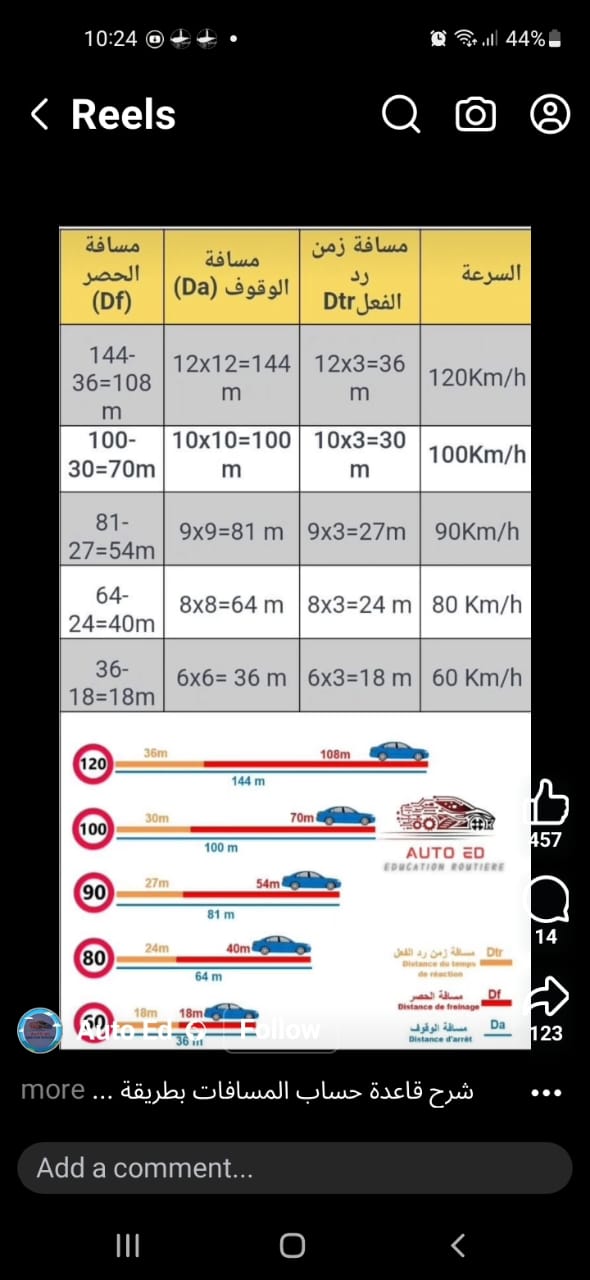 10:24
44%
Reels
السرعة
مسافة زمن
رد
الفعلDtr
مسافة
الوقوف (Da)
مسافة
الحصر
(Df)
120Km/h
12x3=36
m
12x12=144
m
144-
36=108
m
100Km/h
10x3=30
m
10x10=100
m
100-
30=70m
90Km/h
9x3=27m
9x9=81 m
81-
27=54m
80 Km/h
8x3=24 m
8x8=64 m
64-
24=40m
60 Km/h
6x3=18 m
6x6= 36 m
36-
18=18m
120
36m
108m
144 m
100
30m
70m
100 m
90
27m
54m
81 m
80
24m
40m
64 m
60
18m
18m
36 m
AUTO ED
EDUCATION ROUTIERE
مسافة زمن رد الفعل Dtr
Distance du temps
de réaction
مسافة الحصر Df
Distance de freinage
مسافة الوقوف Da
Distance d'arrêt
457
14
123
Auto Ed
Follow
شرح قاعدة حساب المسافات بطريقة ... more
Add a comment...